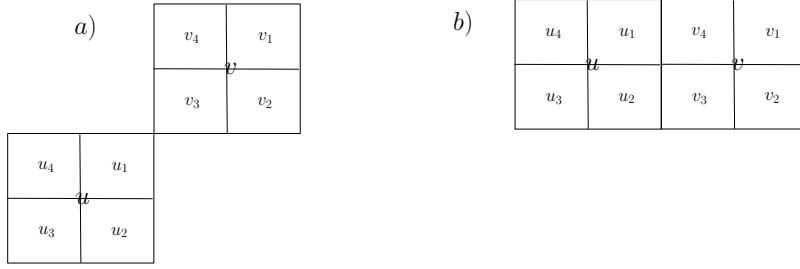 a)
v₄ v₁
v
v₃ v₂
u₄ u₁
u
u₃ u₂
b)
u₄ u₁ v₄ v₁
u v
u₃ u₂ v₃ v₂